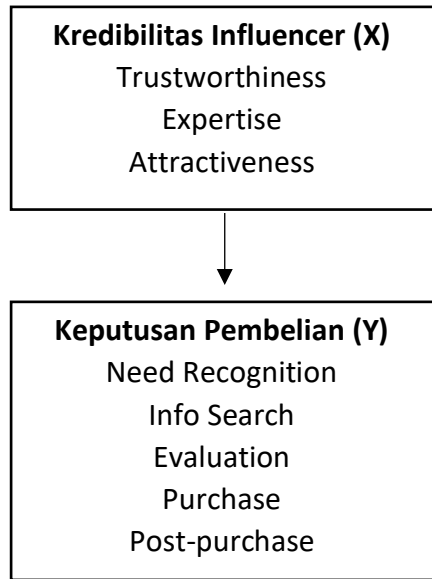 Kredibilitas Influencer (X)
Trustworthiness
Expertise
Attractiveness
Keputusan Pembelian (Y)
Need Recognition
Info Search
Evaluation
Purchase
Post-purchase